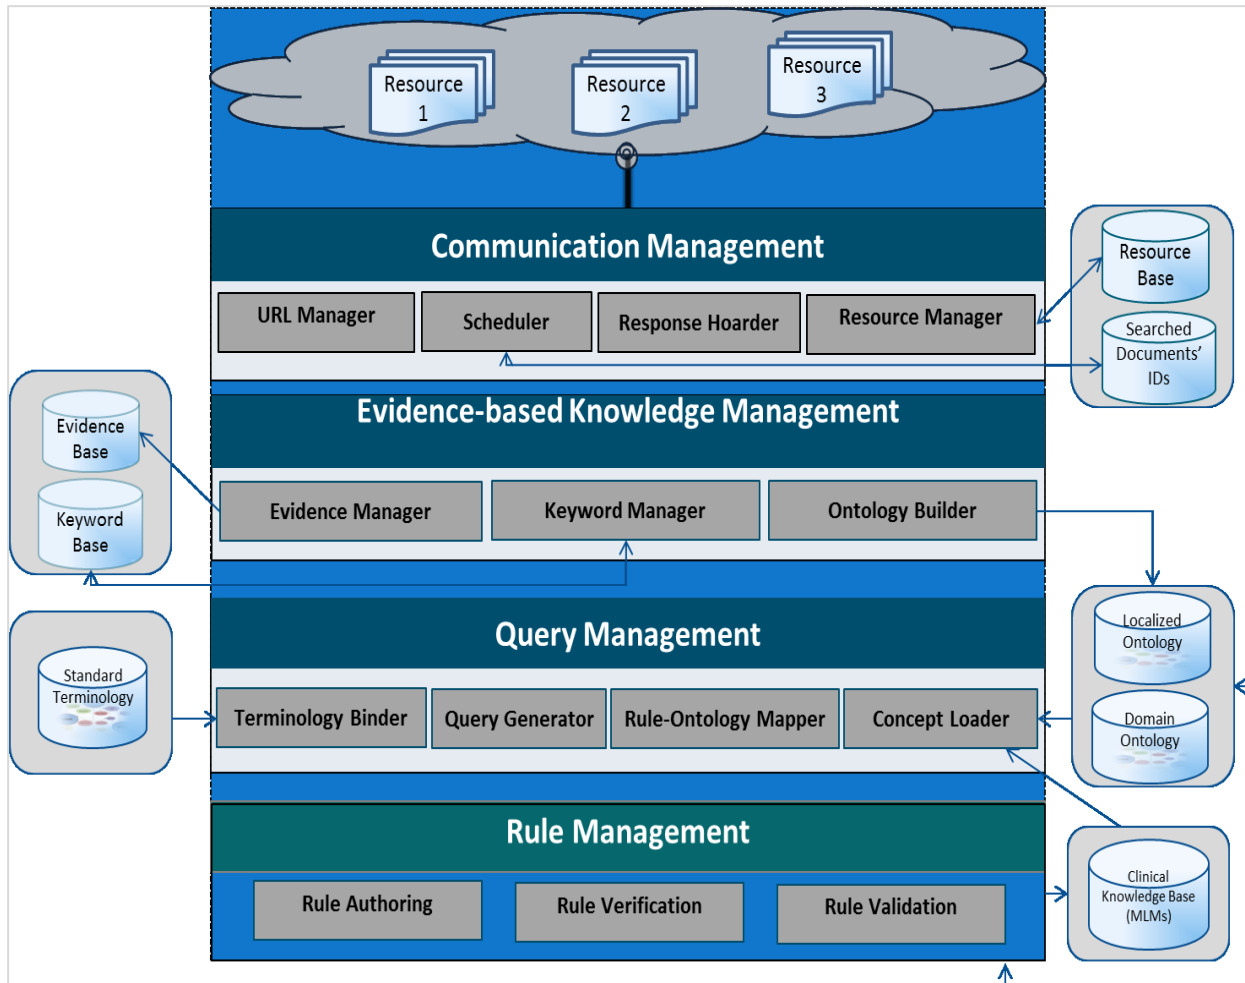 Resource
1
Resource
2
Resource
3
Communication Management
URL Manager
Scheduler
Response Hoarder
Resource Manager
Resource
Base
Searched
Documents’
IDs
Evidence-based Knowledge Management
Evidence
Base
Keyword
Base
Evidence Manager
Keyword Manager
Ontology Builder
Query Management
Standard
Terminology
Terminology Binder
Query Generator
Rule-Ontology Mapper
Concept Loader
Localized
Ontology
Domain
Ontology
Rule Management
Rule Authoring
Rule Verification
Rule Validation
Clinical
Knowledge Base
(MLMs)